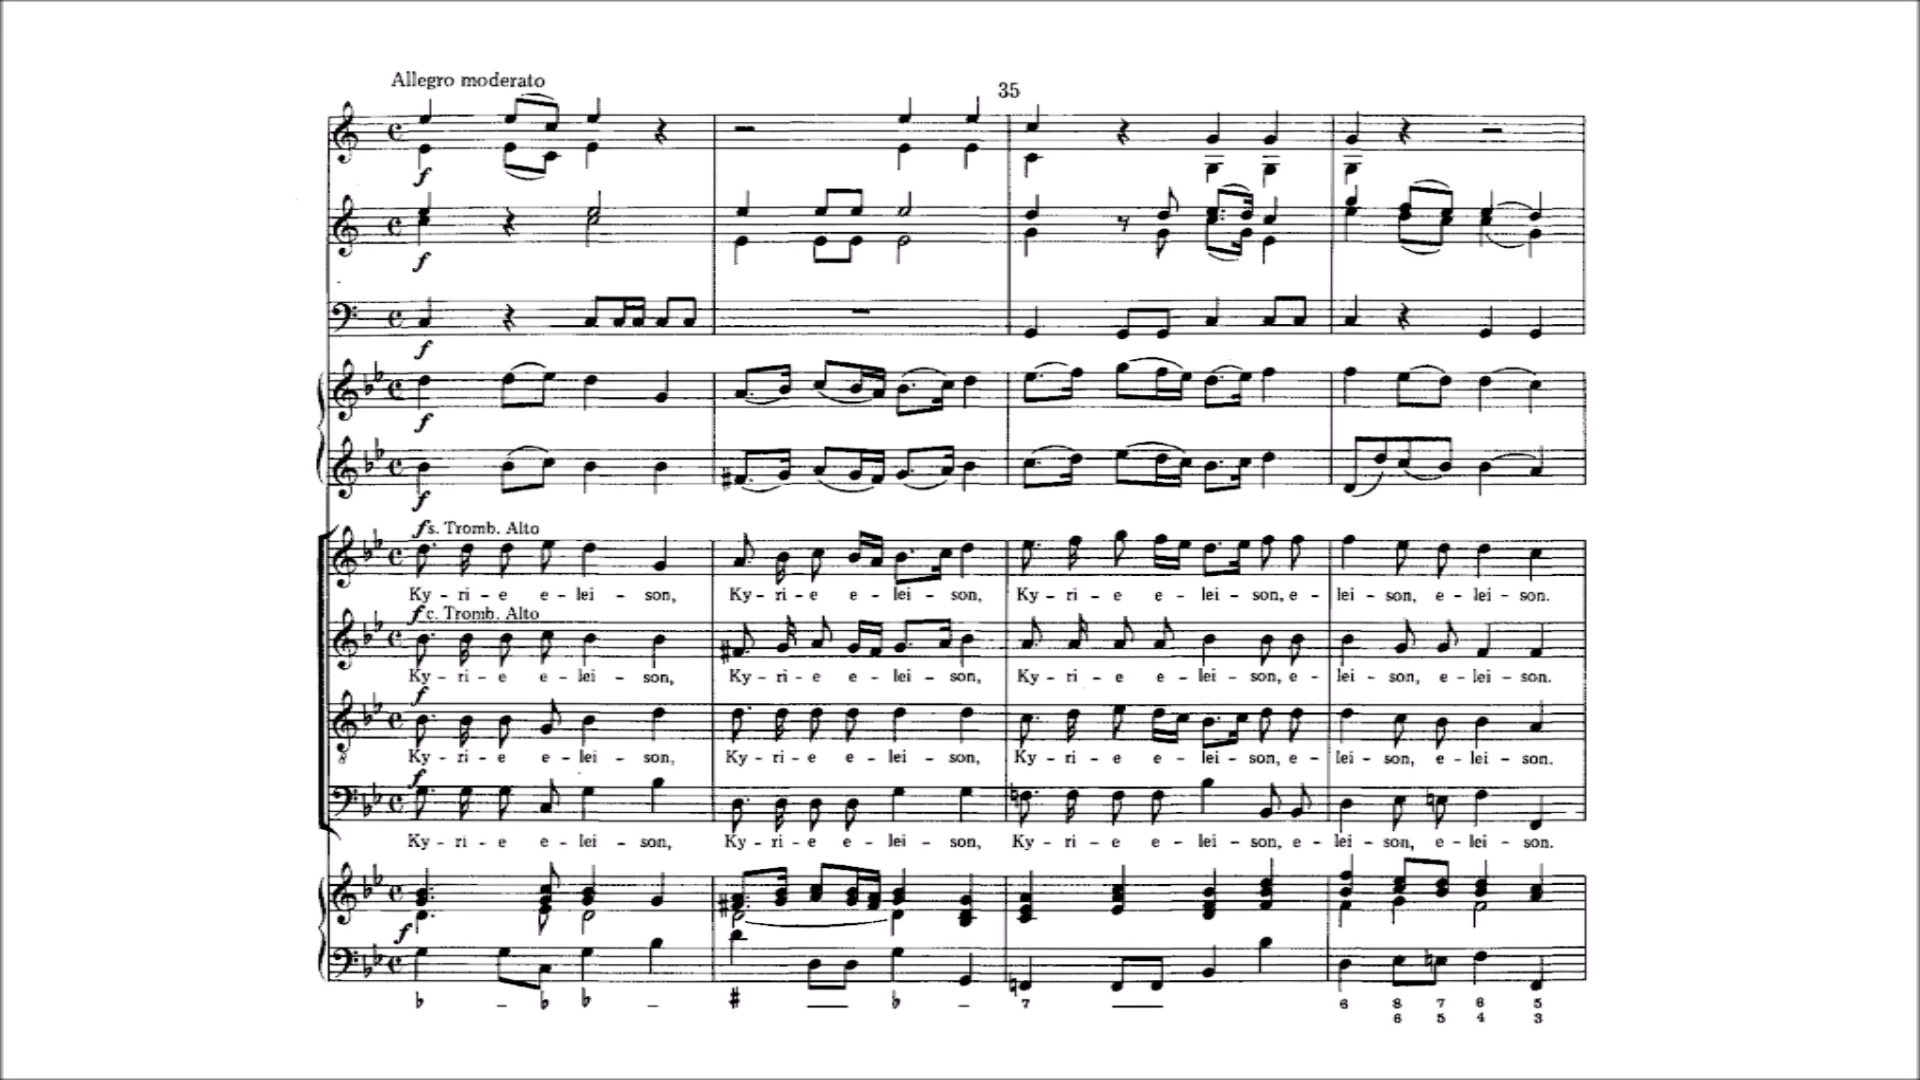 Allegro moderato
35
f
f
f
f
f
f s. Tromb. Alto
Ky - ri - e e - lei - son, Ky - ri - e e - lei - son, Ky - ri - e e - lei - son, e - lei - son, e - lei - son.
f c. Tromb. Alto
Ky - ri - e e - lei - son, Ky - ri - e e - lei - son, Ky - ri - e e - lei - son, e - lei - son, e - lei - son.
f
Ky - ri - e e - lei - son, Ky - ri - e e - lei - son, Ky - ri - e e - lei - son, e - lei - son, e - lei - son.
f
Ky - ri - e e - lei - son, Ky - ri - e e - lei - son, Ky - ri - e e - lei - son, e - lei - son, e - lei - son.
f
♭ – ♭ ♭ – # — ♭ – 7 — 6 8 7 6 5
6 5 4 3